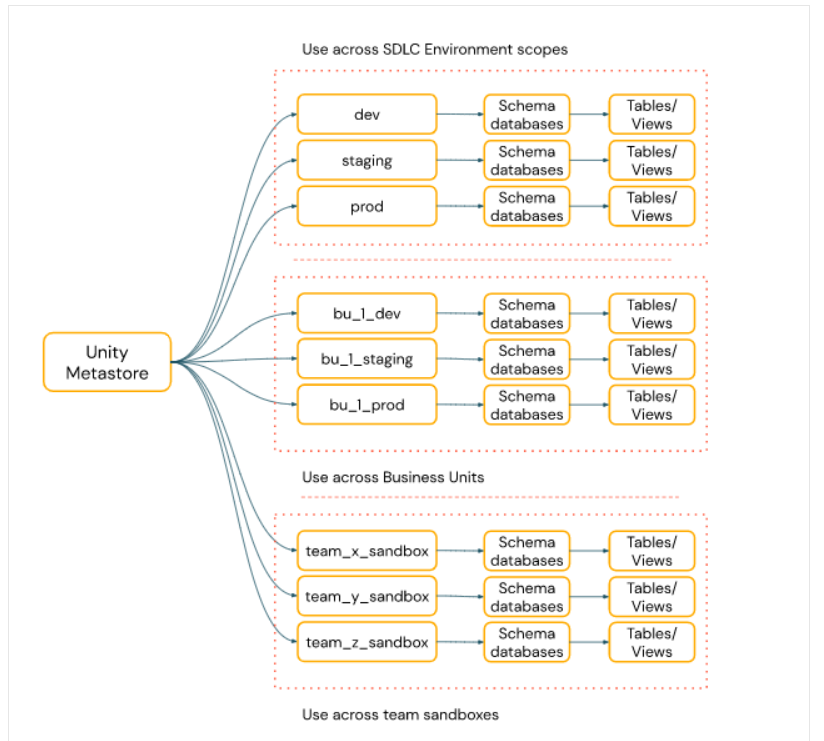 Use across SDLC Environment scopes
dev
Schema
databases
Tables/
Views
staging
Schema
databases
Tables/
Views
prod
Schema
databases
Tables/
Views
Unity
Metastore
bu_1_dev
Schema
databases
Tables/
Views
bu_1_staging
Schema
databases
Tables/
Views
bu_1_prod
Schema
databases
Tables/
Views
Use across Business Units
team_x_sandbox
Schema
databases
Tables/
Views
team_y_sandbox
Schema
databases
Tables/
Views
team_z_sandbox
Schema
databases
Tables/
Views
Use across team sandboxes